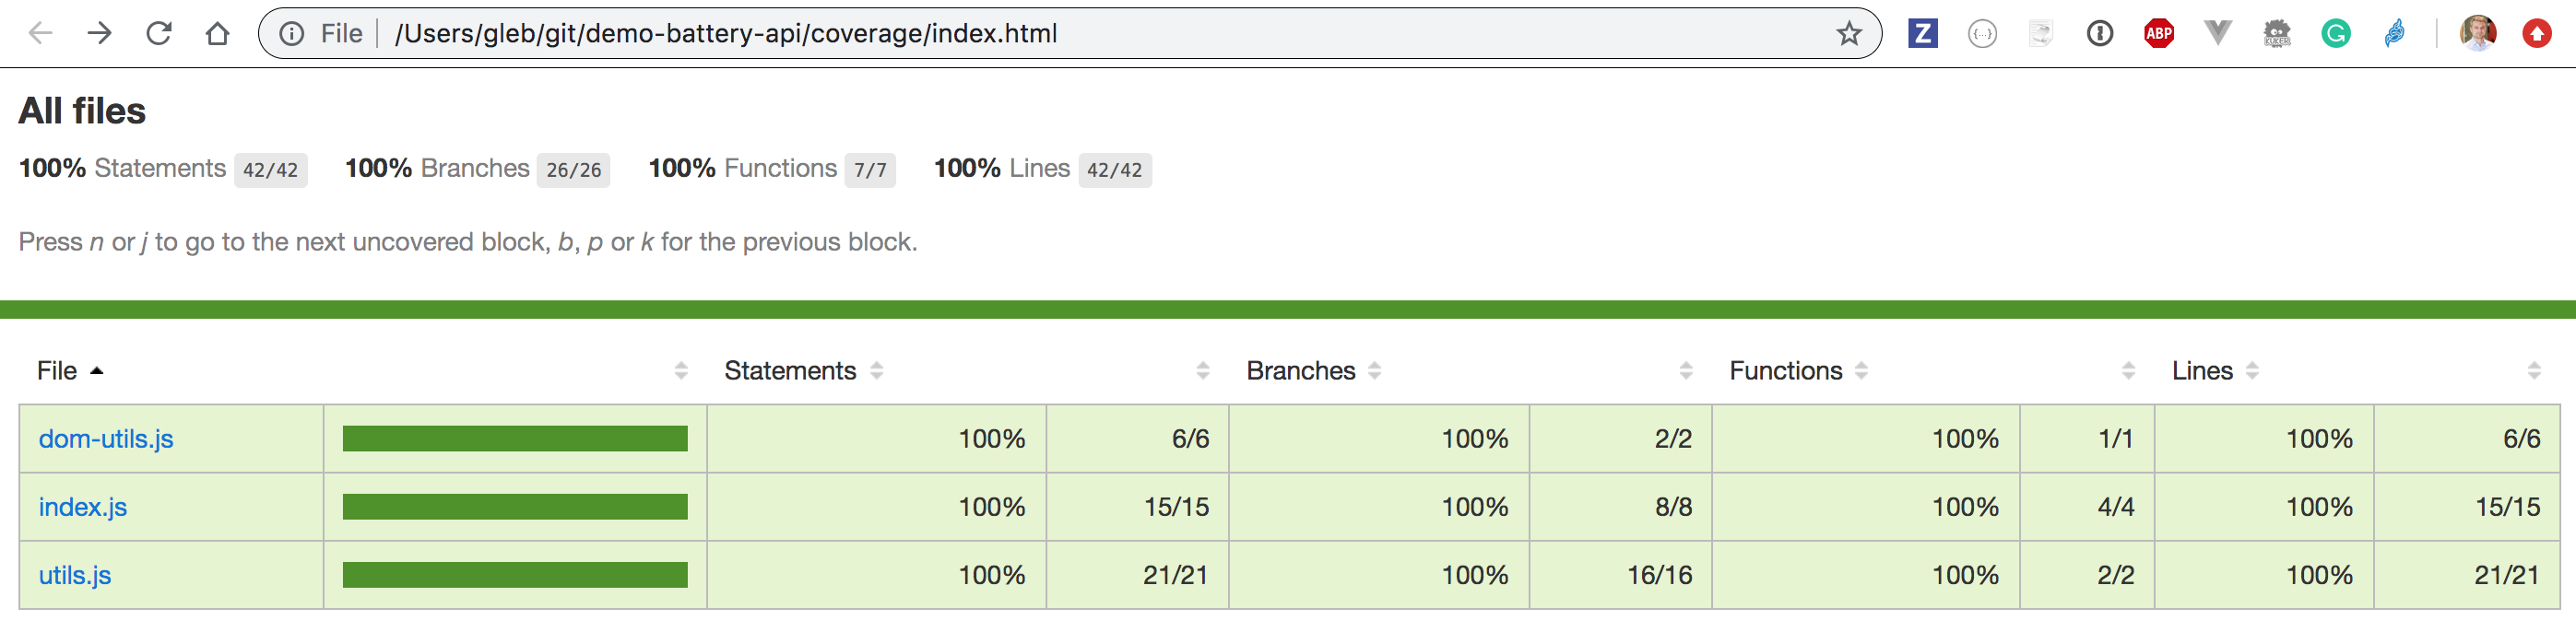 File /Users/gleb/git/demo-battery-api/coverage/index.html Z {...} ABP KUKER G
All files
100% Statements 42/42 100% Branches 26/26 100% Functions 7/7 100% Lines 42/42
Press n or j to go to the next uncovered block, b, p or k for the previous block.
File Statements Branches Functions Lines
dom-utils.js 100% 6/6 100% 2/2 100% 1/1 100% 6/6
index.js 100% 15/15 100% 8/8 100% 4/4 100% 15/15
utils.js 100% 21/21 100% 16/16 100% 2/2 100% 21/21